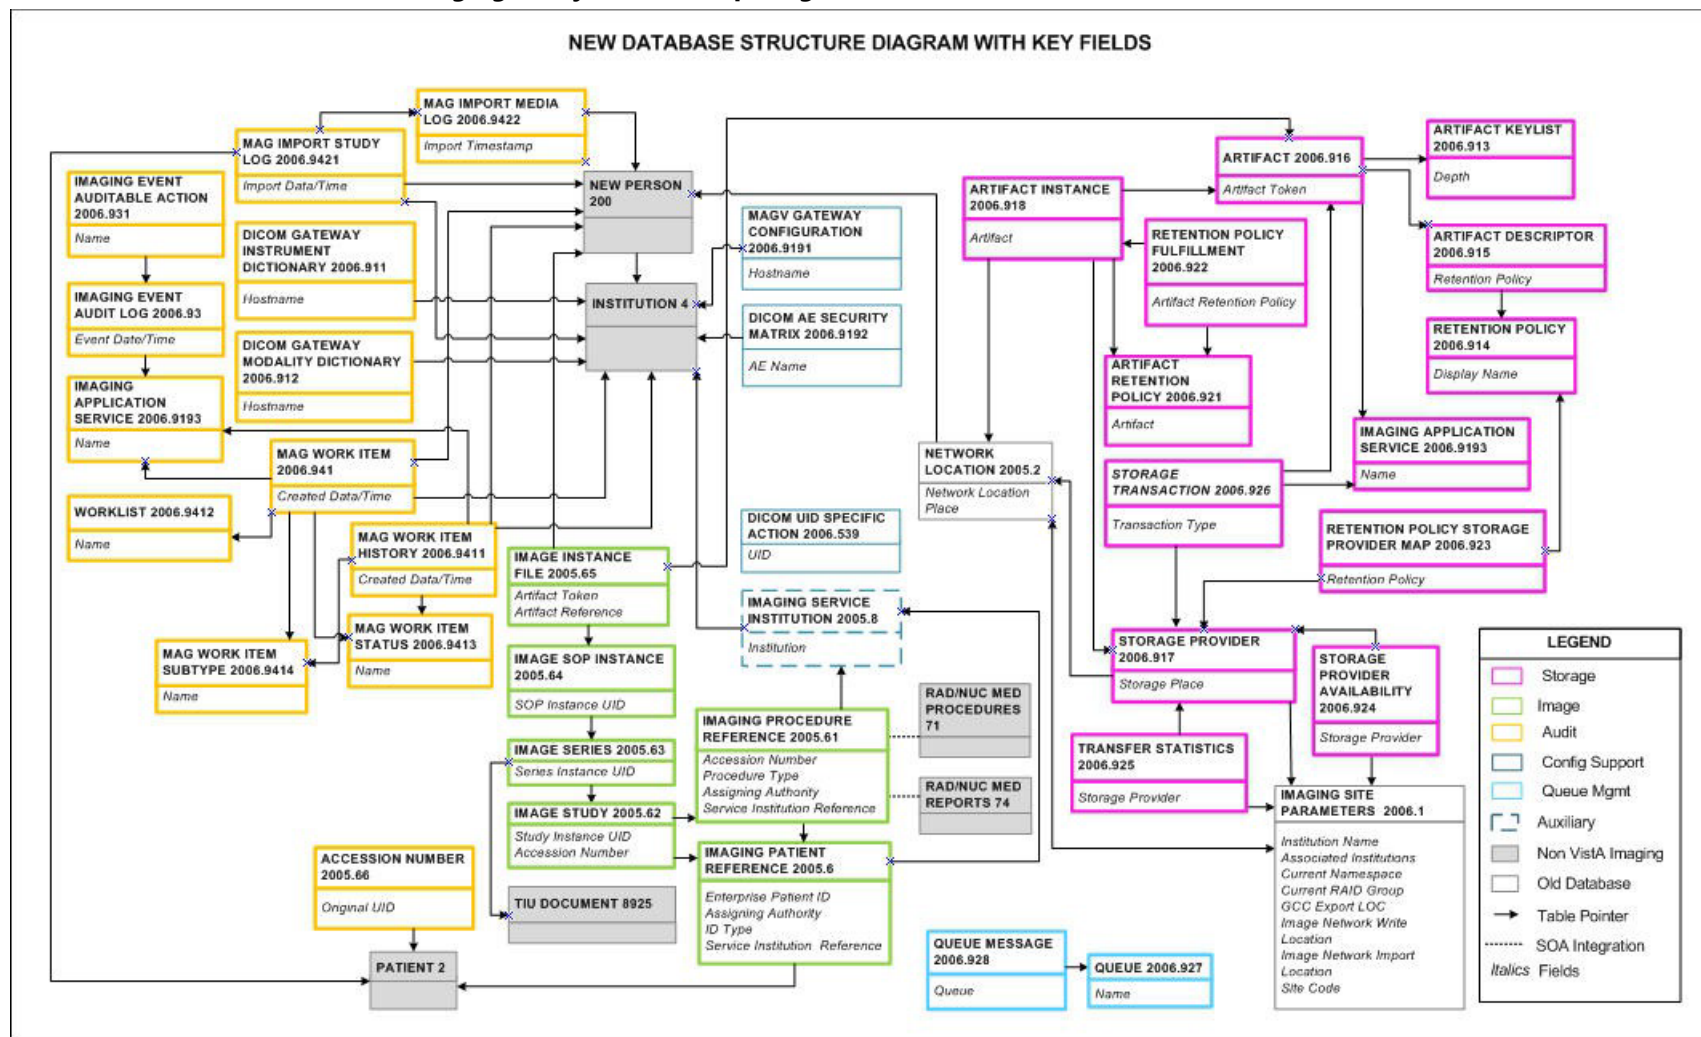 NEW DATABASE STRUCTURE DIAGRAM WITH KEY FIELDS
MAG IMPORT MEDIA
LOG 2006.9422
Import Timestamp
MAG IMPORT STUDY
LOG 2006.9421
Import Data/Time
IMAGING EVENT
AUDITABLE ACTION
2006.931
Name
DICOM GATEWAY
INSTRUMENT
DICTIONARY 2006.911
Hostname
IMAGING EVENT
AUDIT LOG 2006.93
Event Date/Time
DICOM GATEWAY
MODALITY DICTIONARY
2006.912
Hostname
IMAGING
APPLICATION
SERVICE 2006.9193
Name
MAG WORK ITEM
2006.941
Created Data/Time
WORKLIST 2006.9412
Name
MAG WORK ITEM
HISTORY 2006.9411
Created Data/Time
MAG WORK ITEM
STATUS 2006.9413
Name
MAG WORK ITEM
SUBTYPE 2006.9414
Name
ACCESSION NUMBER
2005.66
Original UID
PATIENT 2
NEW PERSON
200
INSTITUTION 4
IMAGE INSTANCE
FILE 2005.65
Artifact Token
Artifact Reference
IMAGE SOP INSTANCE
2005.64
SOP Instance UID
IMAGE SERIES 2005.63
Series Instance UID
IMAGE STUDY 2005.62
Study Instance UID
Accession Number
TIU DOCUMENT 8925
MAGV GATEWAY
CONFIGURATION
2006.9191
Hostname
DICOM AE SECURITY
MATRIX 2006.9192
AE Name
DICOM UID SPECIFIC
ACTION 2006.539
UID
IMAGING SERVICE
INSTITUTION 2005.8
Institution
IMAGING PROCEDURE
REFERENCE 2005.61
Accession Number
Procedure Type
Assigning Authority
Service Institution Reference
IMAGING PATIENT
REFERENCE 2005.6
Enterprise Patient ID
Assigning Authority
ID Type
Service Institution Reference
RAD/NUC MED
PROCEDURES
71
RAD/NUC MED
REPORTS 74
QUEUE MESSAGE
2006.928
Queue
QUEUE 2006.927
Name
ARTIFACT 2006.916
Artifact Token
ARTIFACT KEYLIST
2006.913
Depth
ARTIFACT INSTANCE
2006.918
Artifact
RETENTION POLICY
FULFILLMENT
2006.922
Artifact Retention Policy
ARTIFACT DESCRIPTOR
2006.915
Retention Policy
RETENTION POLICY
2006.914
Display Name
ARTIFACT
RETENTION
POLICY 2006.921
Artifact
IMAGING APPLICATION
SERVICE 2006.9193
Name
NETWORK
LOCATION 2005.2
Network Location
Place
STORAGE
TRANSACTION 2006.926
Transaction Type
RETENTION POLICY STORAGE
PROVIDER MAP 2006.923
Retention Policy
STORAGE PROVIDER
2006.917
Storage Place
STORAGE
PROVIDER
AVAILABILITY
2006.924
Storage Provider
TRANSFER STATISTICS
2006.925
Storage Provider
IMAGING SITE
PARAMETERS 2006.1
Institution Name
Associated Institutions
Current Namespace
Current RAID Group
GCC Export LOC
Image Network Write
Location
Image Network Import
Location
Site Code
LEGEND
Storage
Image
Audit
Config Support
Queue Mgmt
Auxiliary
Non VistA Imaging
Old Database
Table Pointer
SOA Integration
Italics Fields